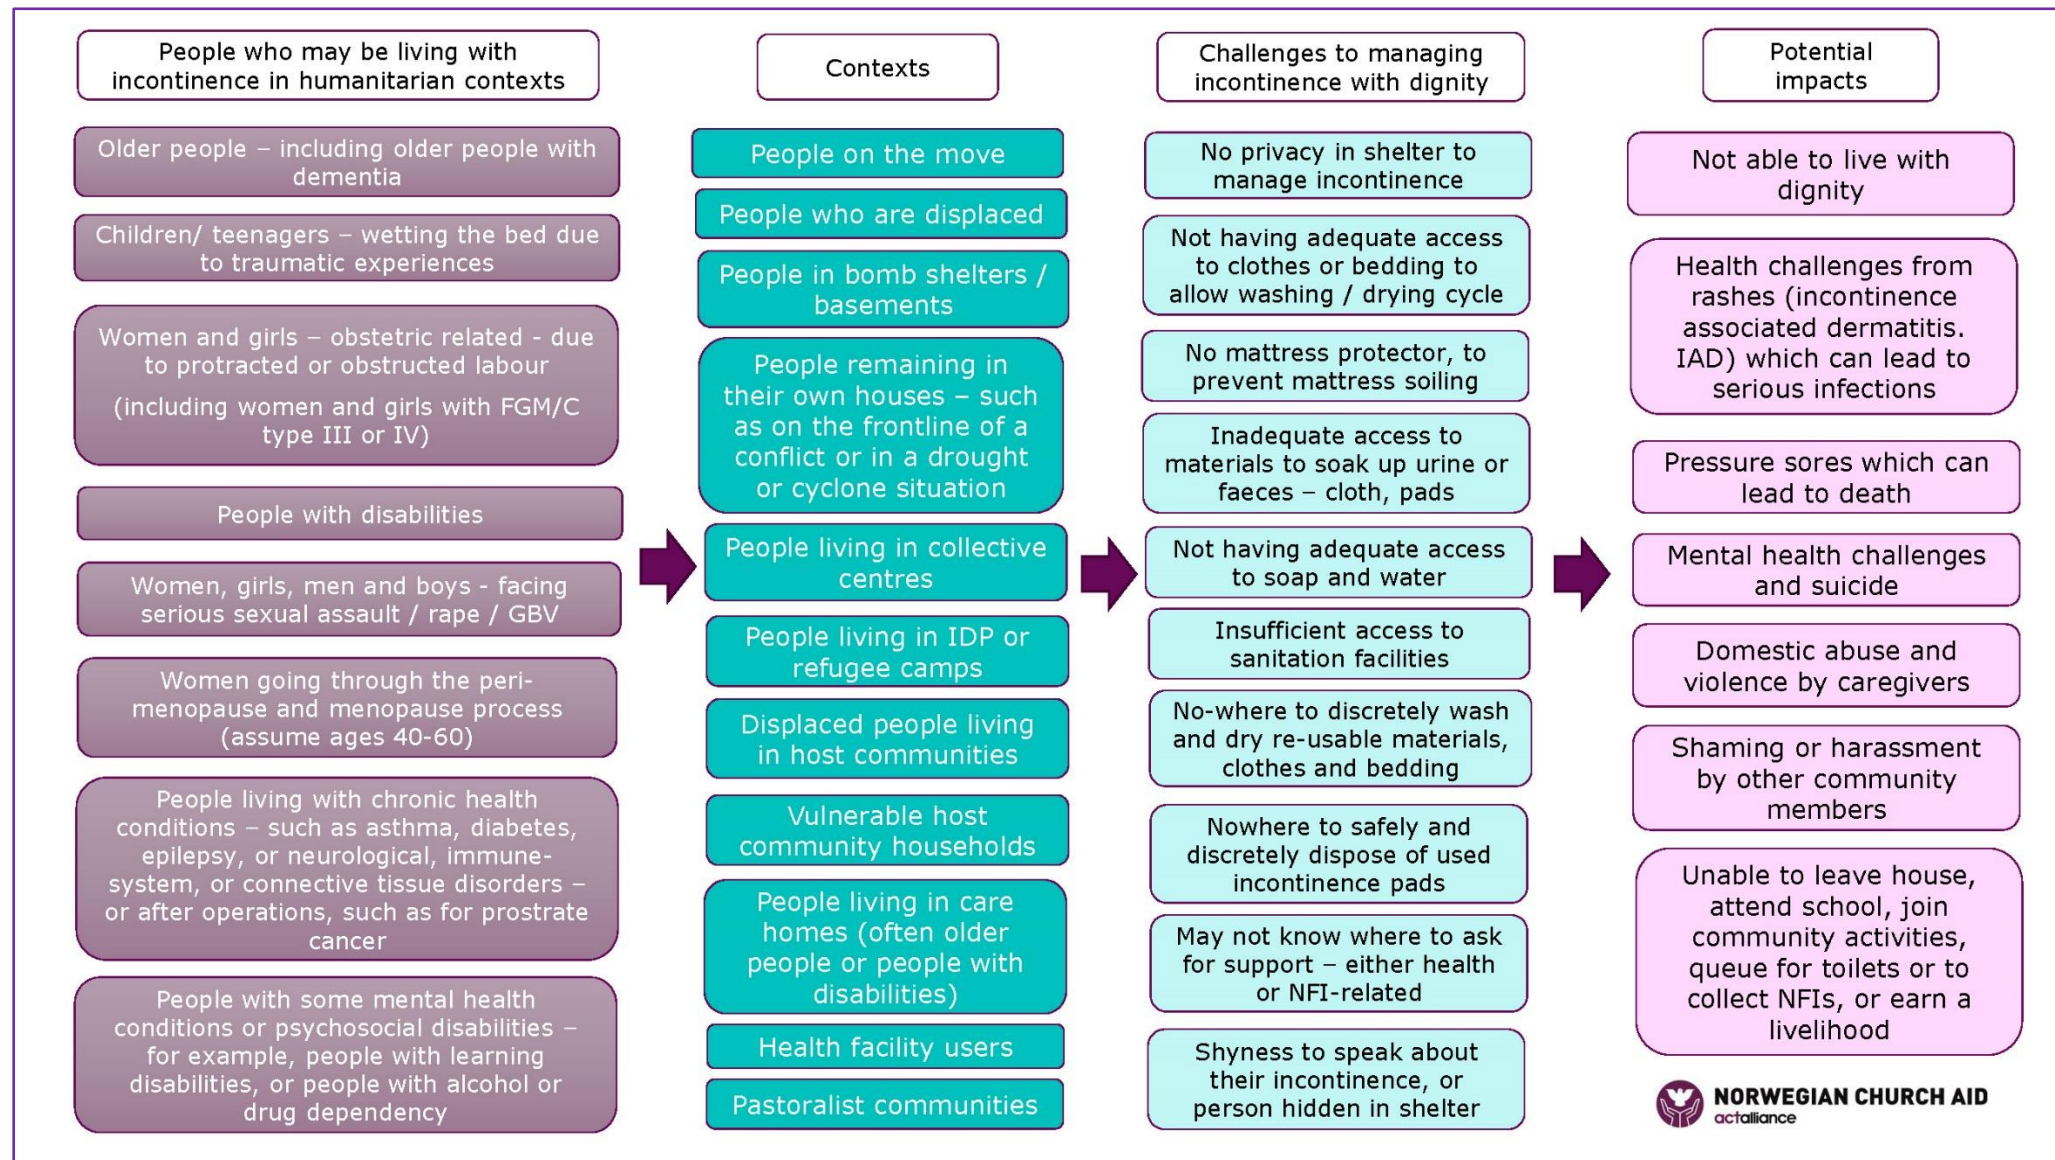 People who may be living with
incontinence in humanitarian contexts
Older people – including older people with
dementia
Children/ teenagers – wetting the bed due
to traumatic experiences
Women and girls – obstetric related - due
to protracted or obstructed labour
(including women and girls with FGM/C
type III or IV)
People with disabilities
Women, girls, men and boys - facing
serious sexual assault / rape / GBV
Women going through the peri-
menopause and menopause process
(assume ages 40-60)
People living with chronic health
conditions – such as asthma, diabetes,
epilepsy, or neurological, immune-
system, or connective tissue disorders –
or after operations, such as for prostrate
cancer
People with some mental health
conditions or psychosocial disabilities –
for example, people with learning
disabilities, or people with alcohol or
drug dependency
Contexts
People on the move
People who are displaced
People in bomb shelters /
basements
People remaining in
their own houses – such
as on the frontline of a
conflict or in a drought
or cyclone situation
People living in collective
centres
People living in IDP or
refugee camps
Displaced people living
in host communities
Vulnerable host
community households
People living in care
homes (often older
people or people with
disabilities)
Health facility users
Pastoralist communities
Challenges to managing
incontinence with dignity
No privacy in shelter to
manage incontinence
Not having adequate access
to clothes or bedding to
allow washing / drying cycle
No mattress protector, to
prevent mattress soiling
Inadequate access to
materials to soak up urine or
faeces – cloth, pads
Not having adequate access
to soap and water
Insufficient access to
sanitation facilities
No-where to discretely wash
and dry re-usable materials,
clothes and bedding
Nowhere to safely and
discretely dispose of used
incontinence pads
May not know where to ask
for support – either health
or NFI-related
Shyness to speak about
their incontinence, or
person hidden in shelter
Potential
impacts
Not able to live with
dignity
Health challenges from
rashes (incontinence
associated dermatitis.
IAD) which can lead to
serious infections
Pressure sores which can
lead to death
Mental health challenges
and suicide
Domestic abuse and
violence by caregivers
Shaming or harassment
by other community
members
Unable to leave house,
attend school, join
community activities,
queue for toilets or to
collect NFIs, or earn a
livelihood
NORWEGIAN CHURCH AID
actalliance